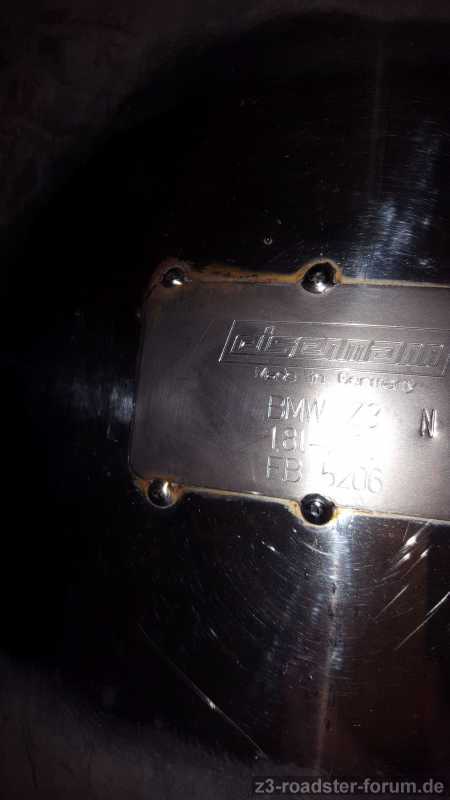 eisenmann
Made in Germany
BMW Z3 N
FB 5206
z3-roadster-forum.de